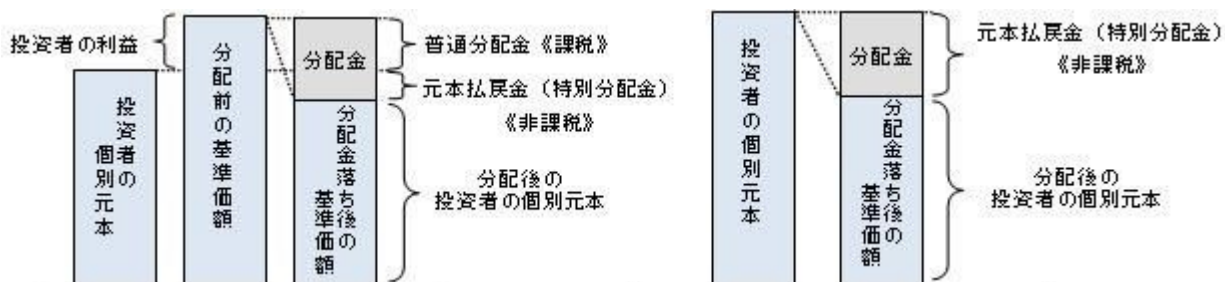 投資者の利益
投資者の
個別元本
分配前の基準価額
分配金
分配金落ち後の
基準価額
普通分配金《課税》
元本払戻金（特別分配金）
《非課税》
分配後の
投資者の個別元本
投資者の個別元本
分配金
分配金落ち後の
基準価額
元本払戻金（特別分配金）
《非課税》
分配後の
投資者の個別元本